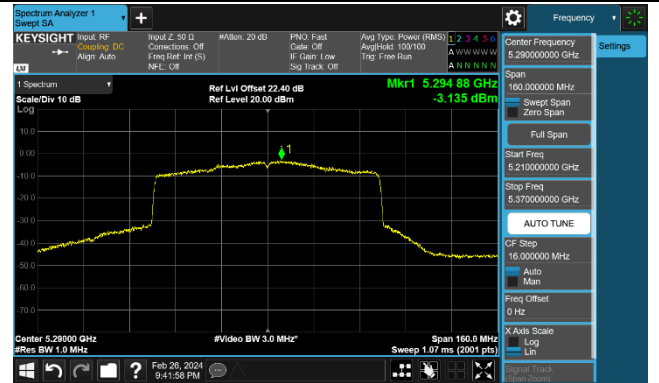 Spectrum Analyzer 1
Swept SA
Frequency
KEYSIGHT
Input: RF
Coupling: DC
Align: Auto
Input Z: 50 Ω
Corrections: Off
Freq Ref: Int (S)
NFE: Off
#Atten: 20 dB
PNO: Fast
Gate: Off
IF Gain: Low
Sig Track: Off
Avg Type: Power (RMS)
Avg|Hold: 100/100
Trig: Free Run
1 2 3 4 5 6
A W W W W W
A N N N N N
LXI
1 Spectrum
Scale/Div 10 dB
Log
Ref Lvl Offset 22.40 dB
Ref Level 20.00 dBm
Mkr1 5.294 88 GHz
-3.135 dBm
1
10.0
0.00
-10.0
-20.0
-30.0
-40.0
-50.0
-60.0
-70.0
Center 5.29000 GHz
#Res BW 1.0 MHz
#Video BW 3.0 MHz*
Span 160.0 MHz
Sweep 1.07 ms (2001 pts)
Feb 26, 2024
9:41:58 PM
Center Frequency
5.290000000 GHz
Settings
Span
160.000000 MHz
Swept Span
Zero Span
Full Span
Start Freq
5.210000000 GHz
Stop Freq
5.370000000 GHz
AUTO TUNE
CF Step
16.000000 MHz
Auto
Man
Freq Offset
0 Hz
X Axis Scale
Log
Lin
Signal Track
(Span Zoom)